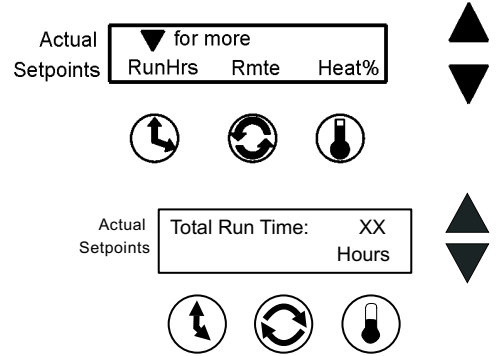 Actual ▼ for more
Setpoints RunHrs Rmte Heat%
Actual Total Run Time: XX
Setpoints Hours